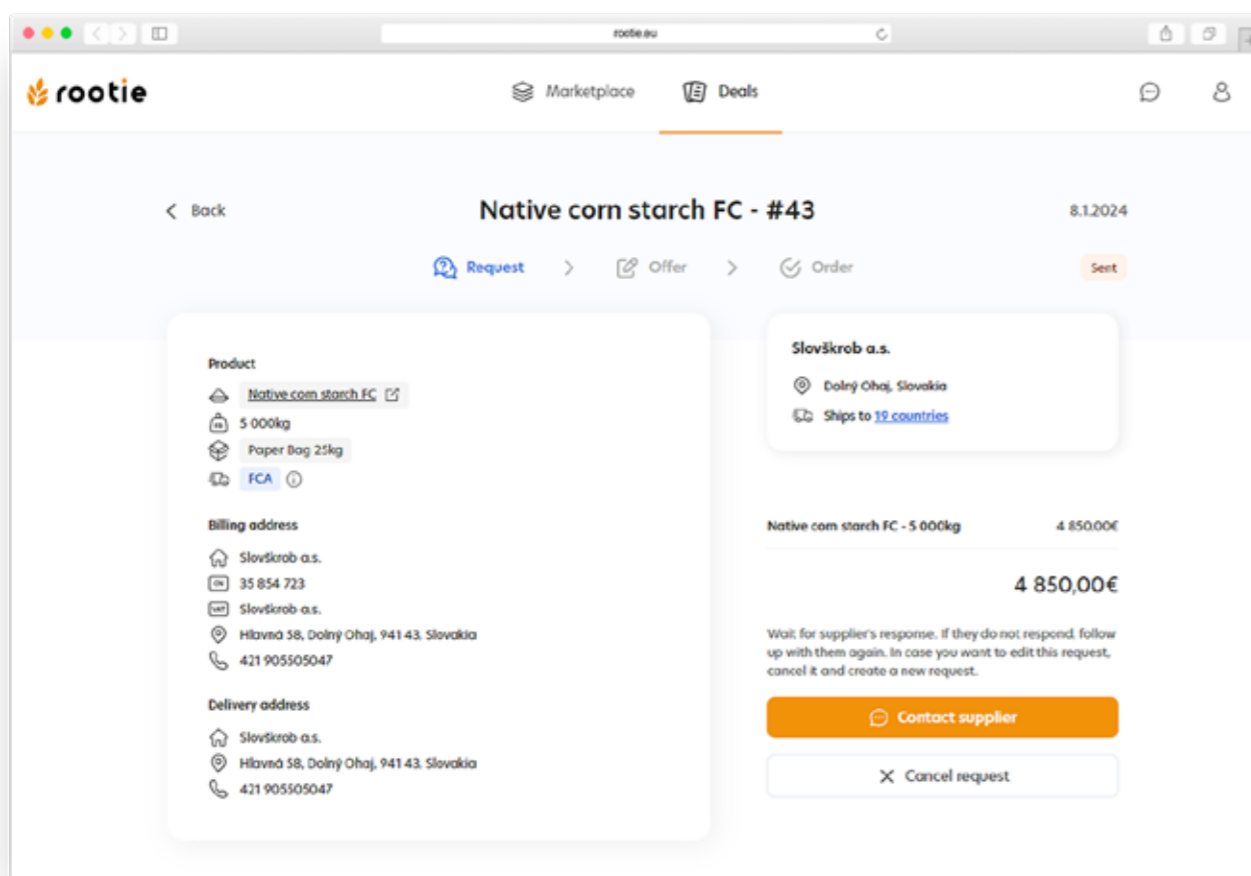 rootie.eu
rootie
Marketplace
Deals
Back
Native corn starch FC - #43
8.1.2024
Request
Offer
Order
Sent
Product
Native corn starch FC
5 000kg
Paper Bag 25kg
FCA
Billing address
Slovškrob a.s.
35 854 723
VAT
Slovškrob a.s.
Hlavná 58, Dolný Ohaj, 941 43, Slovakia
421 905505047
Delivery address
Slovškrob a.s.
Hlavná 58, Dolný Ohaj, 941 43, Slovakia
421 905505047
Slovškrob a.s.
Dolný Ohaj, Slovakia
Ships to 19 countries
Native corn starch FC - 5 000kg 4 850.00€
4 850,00€
Wait for supplier's response. If they do not respond, follow
up with them again. In case you want to edit this request,
cancel it and create a new request.
Contact supplier
Cancel request